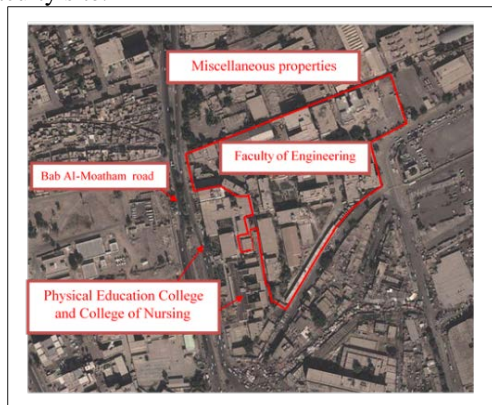 Miscellaneous properties
Faculty of Engineering
Bab Al-Moatham road
Physical Education College
and College of Nursing